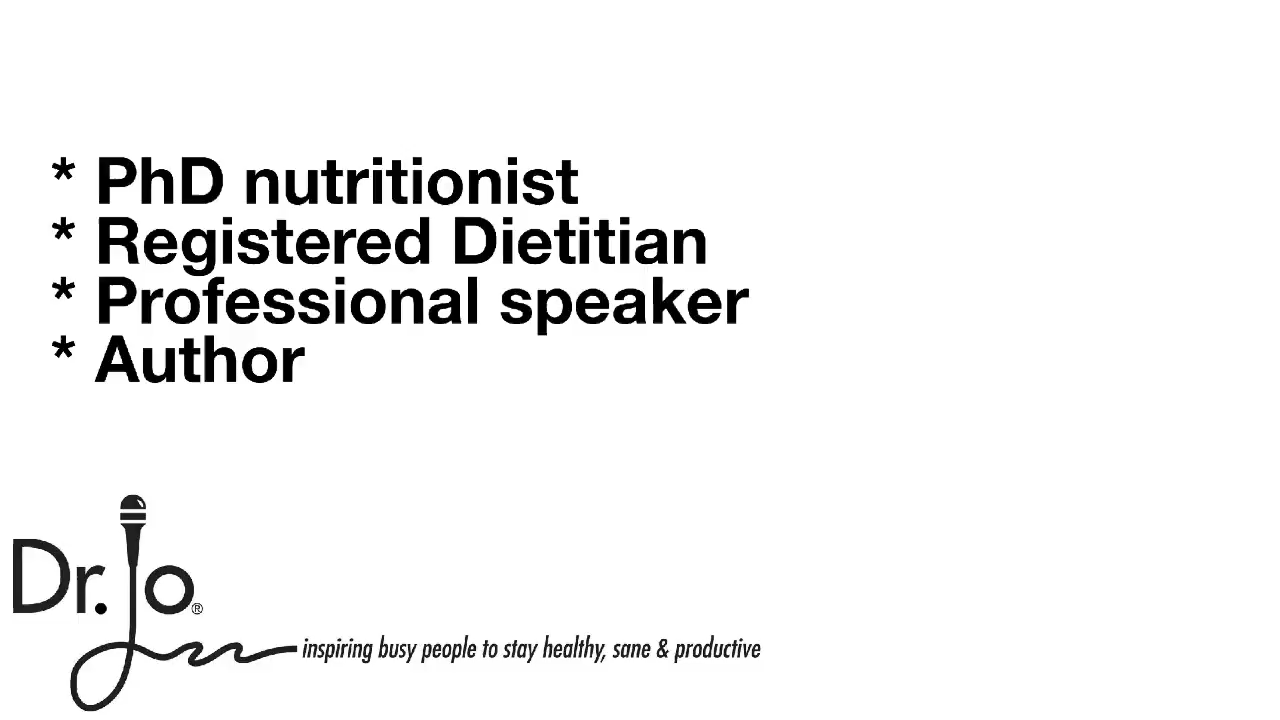 * PhD nutritionist
* Registered Dietitian
* Professional speaker
* Author
Dr. Jo®
inspiring busy people to stay healthy, sane & productive